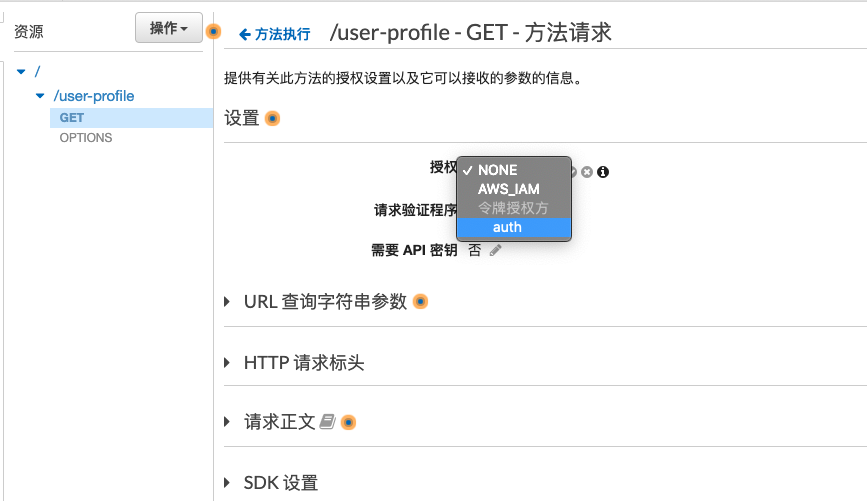 资源
操作
方法执行
/user-profile - GET - 方法请求
提供有关此方法的授权设置以及它可以接收的参数的信息。
/
/user-profile
GET
OPTIONS
设置
授权
NONE
AWS_IAM
令牌授权方
auth
请求验证程序
需要 API 密钥 否
URL 查询字符串参数
HTTP 请求标头
请求正文
SDK 设置